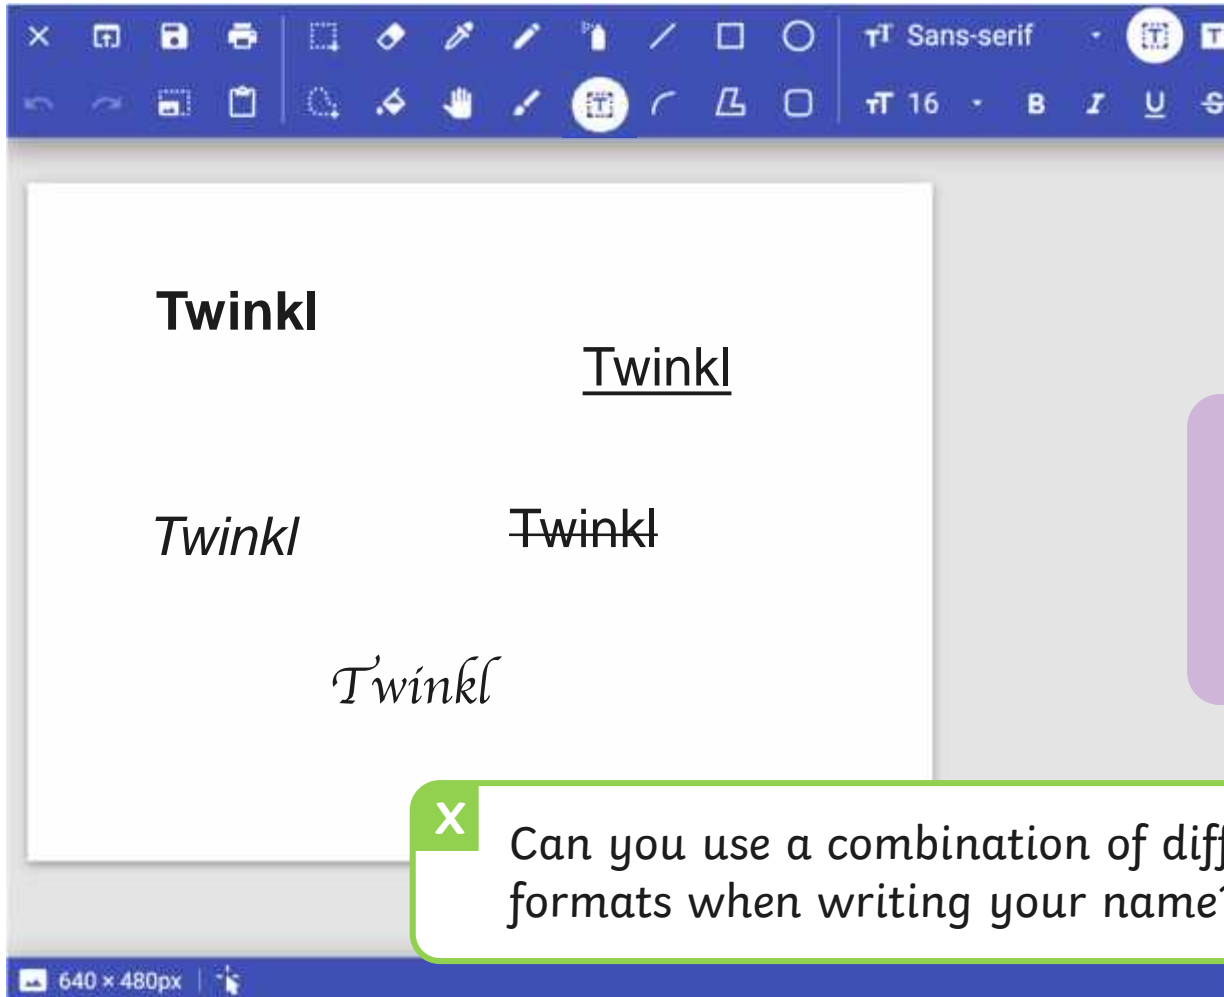 Sans-serif
16 B I U S
Twinkl
Twinkl
Twinkl
Twinkl
Twinkl
X
Can you use a combination of
formats when writing your name?
640 × 480px